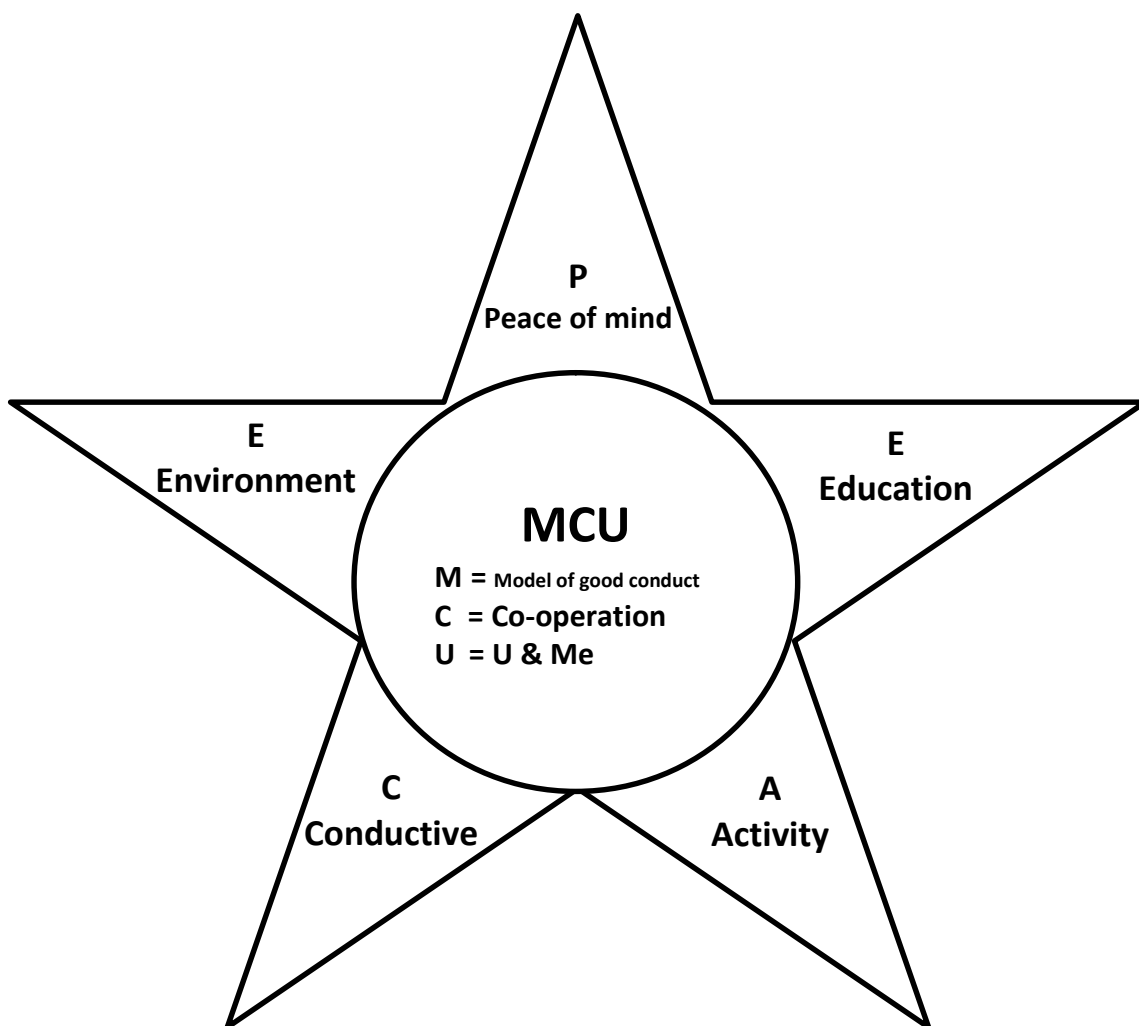 P
Peace of mind
E
Environment
E
Education
MCU
M = Model of good conduct
C = Co-operation
U = U & Me
C
Conductive
A
Activity